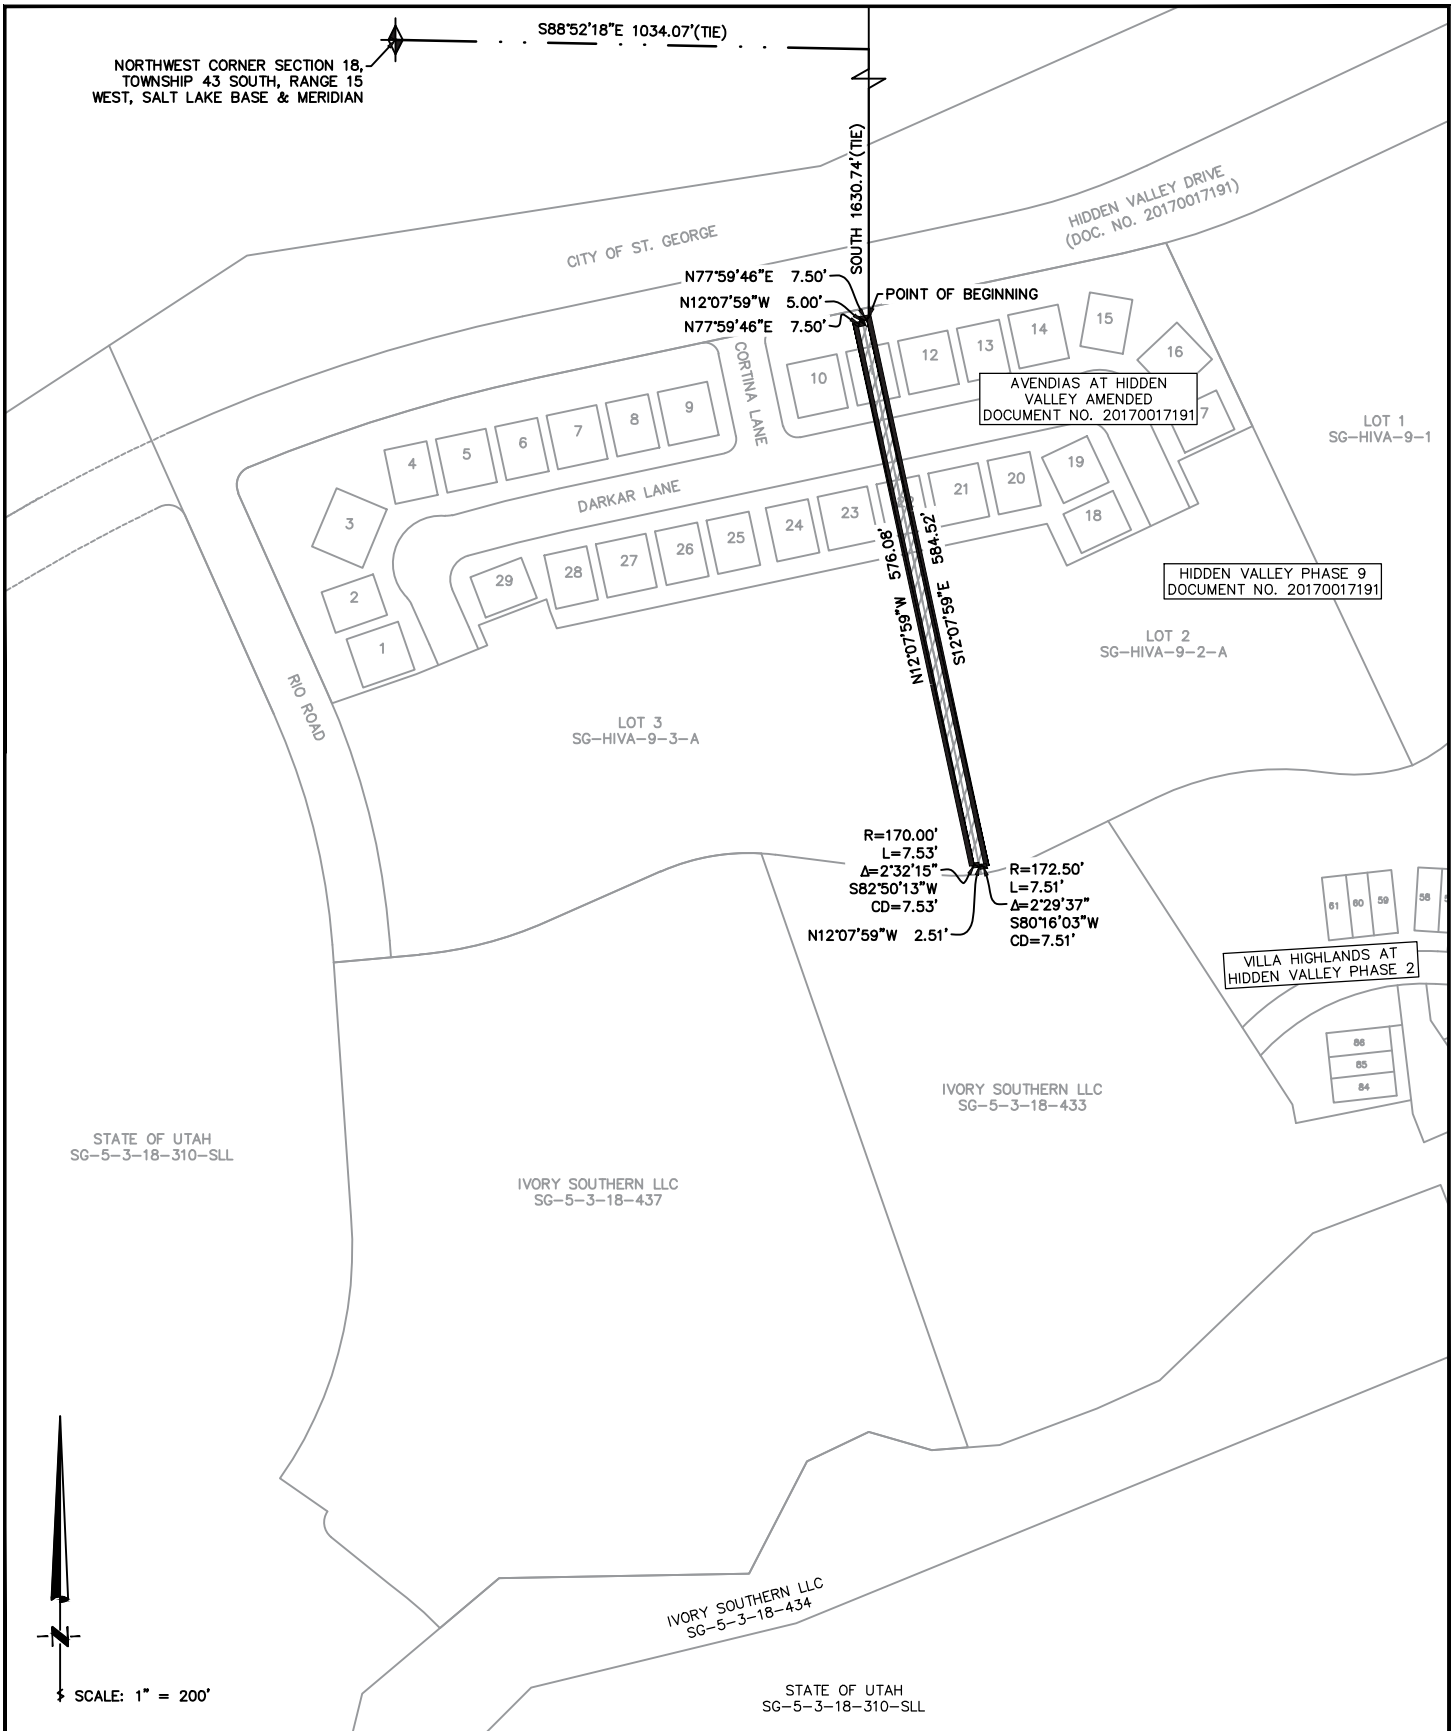 S88°52'18"E 1034.07'(TIE)
NORTHWEST CORNER SECTION 18,
TOWNSHIP 43 SOUTH, RANGE 15
WEST, SALT LAKE BASE & MERIDIAN
SOUTH 1630.74'(TIE)
HIDDEN VALLEY DRIVE
(DOC. NO. 20170017191)
CITY OF ST. GEORGE
N77°59'46"E 7.50'
N12°07'59"W 5.00'
N77°59'46"E 7.50'
POINT OF BEGINNING
CORTINA LANE
10
12
13
14
15
16
7
AVENDIAS AT HIDDEN
VALLEY AMENDED
DOCUMENT NO. 20170017191
LOT 1
SG-HIVA-9-1
4
5
6
7
8
9
3
2
1
DARKAR LANE
29
28
27
26
25
24
23
21
20
19
18
N12°07'59"W 576.08'
S12°07'59"E 584.52'
HIDDEN VALLEY PHASE 9
DOCUMENT NO. 20170017191
LOT 2
SG-HIVA-9-2-A
RIO ROAD
LOT 3
SG-HIVA-9-3-A
R=170.00'
L=7.53'
Δ=2°32'15"
S82°50'13"W
CD=7.53'
N12°07'59"W 2.51'
R=172.50'
L=7.51'
Δ=2°29'37"
S80°16'03"W
CD=7.51'
61
60
59
58
VILLA HIGHLANDS AT
HIDDEN VALLEY PHASE 2
86
85
84
IVORY SOUTHERN LLC
SG-5-3-18-433
STATE OF UTAH
SG-5-3-18-310-SLL
IVORY SOUTHERN LLC
SG-5-3-18-437
IVORY SOUTHERN LLC
SG-5-3-18-434
N
SCALE: 1" = 200'
STATE OF UTAH
SG-5-3-18-310-SLL